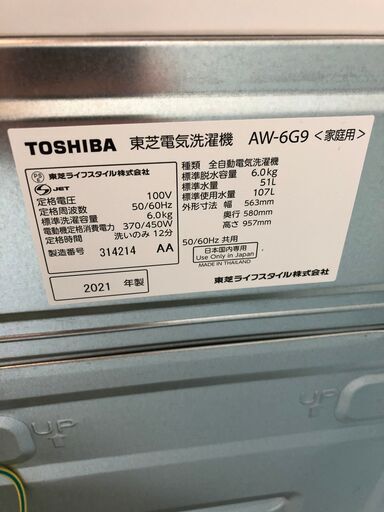 TOSHIBA 東芝電気洗濯機 AW-6G9 <家庭用>
PS E 東芝ライフスタイル株式会社
JET
定格電圧 100V
定格周波数 50/60Hz
標準洗濯容量 6.0kg
電動機定格消費電力 370/450W
定格時間 洗いのみ 12分
製造番号 314214 AA
2021 年製
種類 全自動電気洗濯機
標準脱水容量 6.0kg
標準水量 51L
標準使用水量 107L
外形寸法 幅 563mm
奥行 580mm
高さ 957mm
50/60Hz 共用
日本国内専用
Use Only in Japan
MADE IN THAILAND
東芝ライフスタイル株式会社
UP
UP